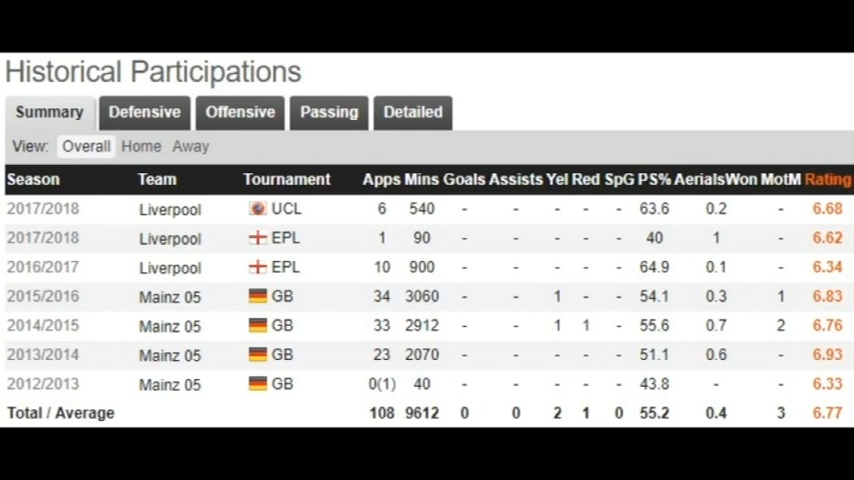 Historical Participations
Summary Defensive Offensive Passing Detailed
View: Overall Home Away
Season Team Tournament Apps Mins Goals Assists Yel Red SpG PS% AerialsWon MotM Rating
2017/2018 Liverpool UCL 6 540 - - - - - 63.6 0.2 - 6.68
2017/2018 Liverpool EPL 1 90 - - - - - 40 1 - 6.62
2016/2017 Liverpool EPL 10 900 - - - - - 64.9 0.1 - 6.34
2015/2016 Mainz 05 GB 34 3060 - - 1 - - 54.1 0.3 1 6.83
2014/2015 Mainz 05 GB 33 2912 - - 1 1 - 55.6 0.7 2 6.76
2013/2014 Mainz 05 GB 23 2070 - - - - - 51.1 0.6 - 6.93
2012/2013 Mainz 05 GB 0(1) 40 - - - - - 43.8 - - 6.33
Total / Average 108 9612 0 0 2 1 0 55.2 0.4 3 6.77